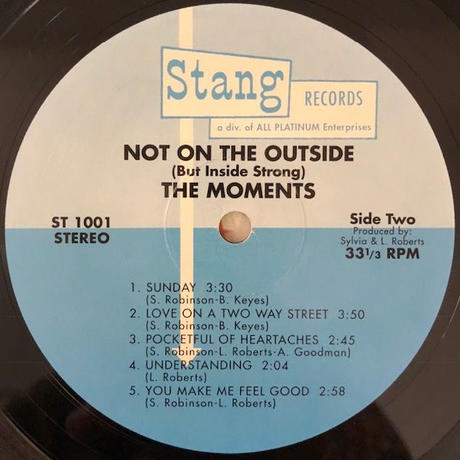 Stang
RECORDS
a div. of ALL PLATINUM Enterprises
NOT ON THE OUTSIDE
(But Inside Strong)
THE MOMENTS
ST 1001
STEREO
Side Two
Produced by:
Sylvia & L. Roberts
33 1/3 RPM
1. SUNDAY 3:30
(S. Robinson-B. Keyes)
2. LOVE ON A TWO WAY STREET 3:50
(S. Robinson-B. Keyes)
3. POCKETFUL OF HEARTACHES 2:45
(S. Robinson-L. Roberts-A. Goodman)
4. UNDERSTANDING 2:04
(L. Roberts)
5. YOU MAKE ME FEEL GOOD 2:58
(S. Robinson-L. Roberts)